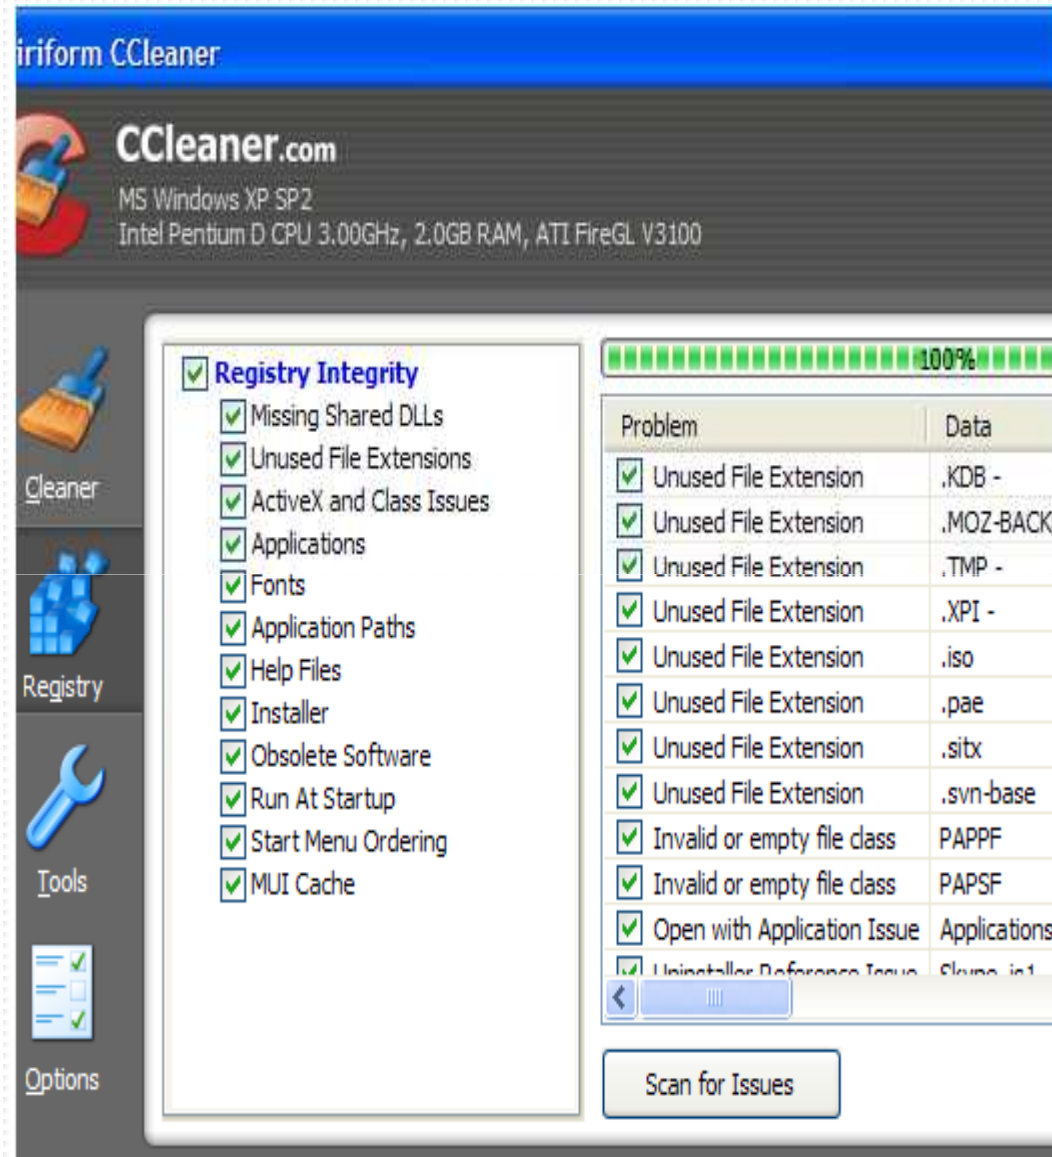 iriform CCleaner
CCleaner.com
MS Windows XP SP2
Intel Pentium D CPU 3.00GHz, 2.0GB RAM, ATI FireGL V3100
Cleaner
Registry
Tools
Options
Registry Integrity
Missing Shared DLLs
Unused File Extensions
ActiveX and Class Issues
Applications
Fonts
Application Paths
Help Files
Installer
Obsolete Software
Run At Startup
Start Menu Ordering
MUI Cache
100%
Problem Data
Unused File Extension .KDB -
Unused File Extension .MOZ-BACK
Unused File Extension .TMP -
Unused File Extension .XPI -
Unused File Extension .iso
Unused File Extension .pae
Unused File Extension .sitx
Unused File Extension .svn-base
Invalid or empty file class PAPPF
Invalid or empty file class PAPSF
Open with Application Issue Applications
Uninstaller Reference Issue Skype_is1
Scan for Issues